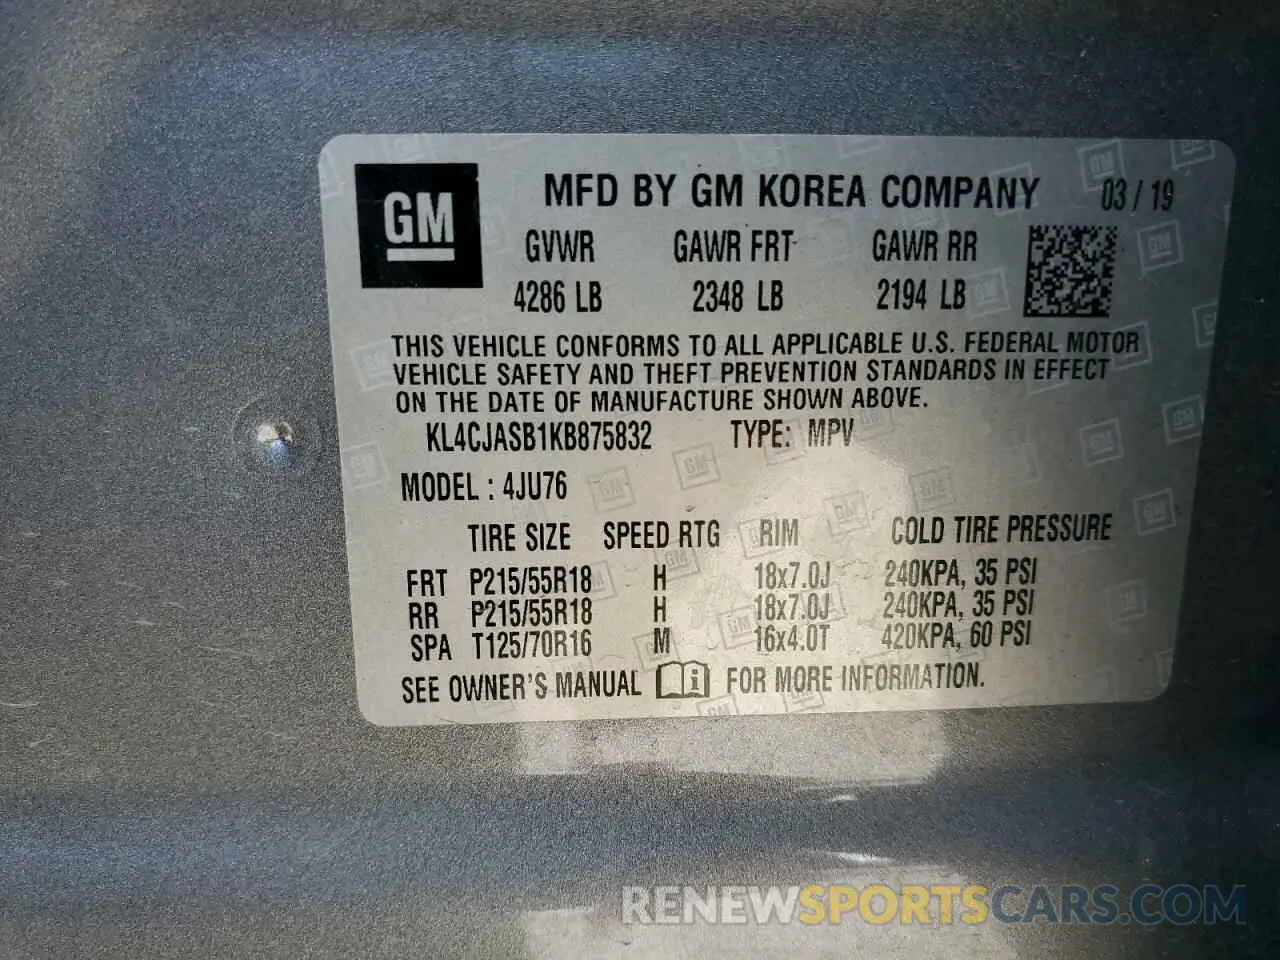 GM
MFD BY GM KOREA COMPANY 03 / 19
GVWR GAWR FRT GAWR RR
4286 LB 2348 LB 2194 LB
THIS VEHICLE CONFORMS TO ALL APPLICABLE U.S. FEDERAL MOTOR
VEHICLE SAFETY AND THEFT PREVENTION STANDARDS IN EFFECT
ON THE DATE OF MANUFACTURE SHOWN ABOVE.
KL4CJASB1KB875832 TYPE: MPV
MODEL : 4JU76
TIRE SIZE SPEED RTG RIM COLD TIRE PRESSURE
FRT P215/55R18 H 18x7.0J 240KPA, 35 PSI
RR P215/55R18 H 18x7.0J 240KPA, 35 PSI
SPA T125/70R16 M 16x4.0T 420KPA, 60 PSI
SEE OWNER'S MANUAL i FOR MORE INFORMATION.
RENEWSPORTSCARS.COM